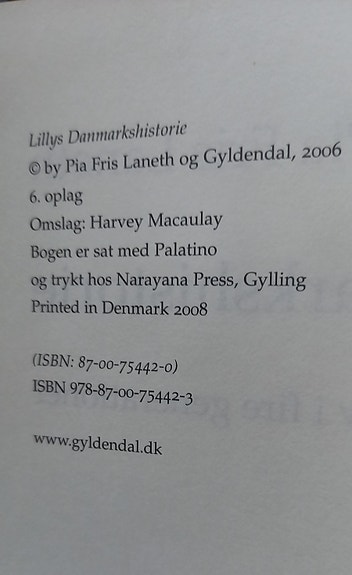 Lillys Danmarkshistorie
© by Pia Fris Laneth og Gyldendal, 2006
6. oplag
Omslag: Harvey Macaulay
Bogen er sat med Palatino
og trykt hos Narayana Press, Gylling
Printed in Denmark 2008
(ISBN: 87-00-75442-0)
ISBN 978-87-00-75442-3
www.gyldendal.dk